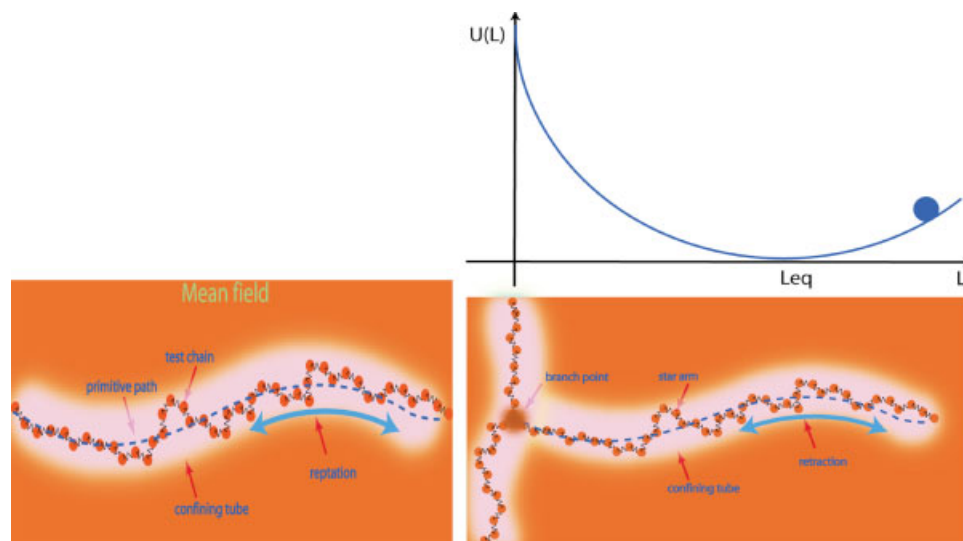 U(L)
Leq
L
Mean field
test chain
primitive path
reptation
confining tube
branch point
star arm
retraction
confining tube